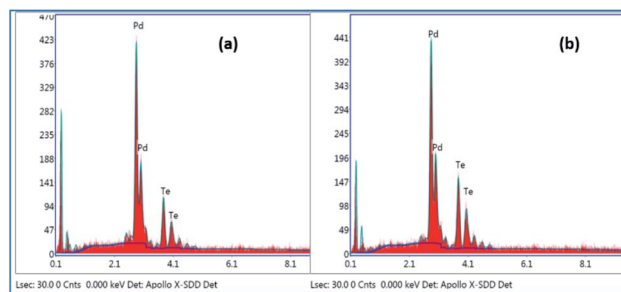 470
423
376
329
282
235
188
141
94
47
0
0.1 2.1 4.1 6.1 8.1
Pd
Pd
Te
Te
(a)
Lsec: 30.0 0 Cnts 0.000 keV Det: Apollo X-SDD Det
441
392
343
294
245
196
147
98
49
0
0.1 2.1 4.1 6.1 8.1
Pd
Pd
Te
Te
(b)
Lsec: 30.0 0 Cnts 0.000 keV Det: Apollo X-SDD Det